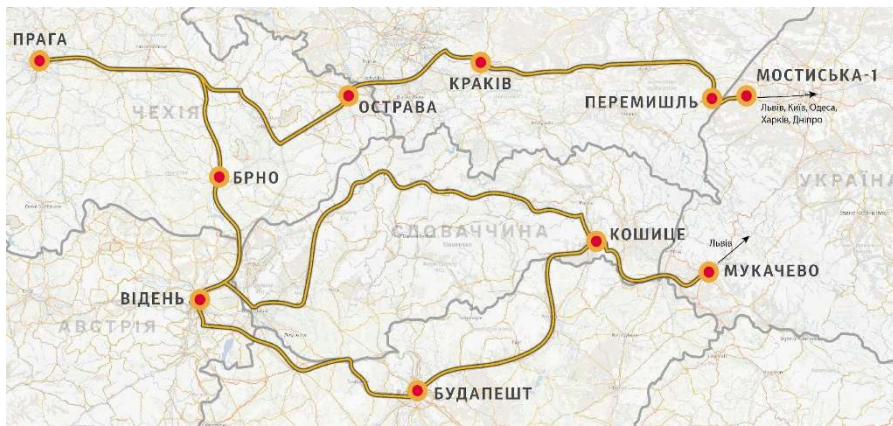 ПРАГА
КРАКІВ
МОСТИСЬКА-1
ОСТРАВА
ПЕРЕМИШЛЬ
Львів, Київ, Одеса,
Харків, Дніпро
ЧЕХІЯ
БРНО
УКРАЇНА
СЛОВАЧЧИНА
КОШИЦЕ
Львів
МУКАЧЕВО
ВІДЕНЬ
АВСТРІЯ
БУДАПЕШТ